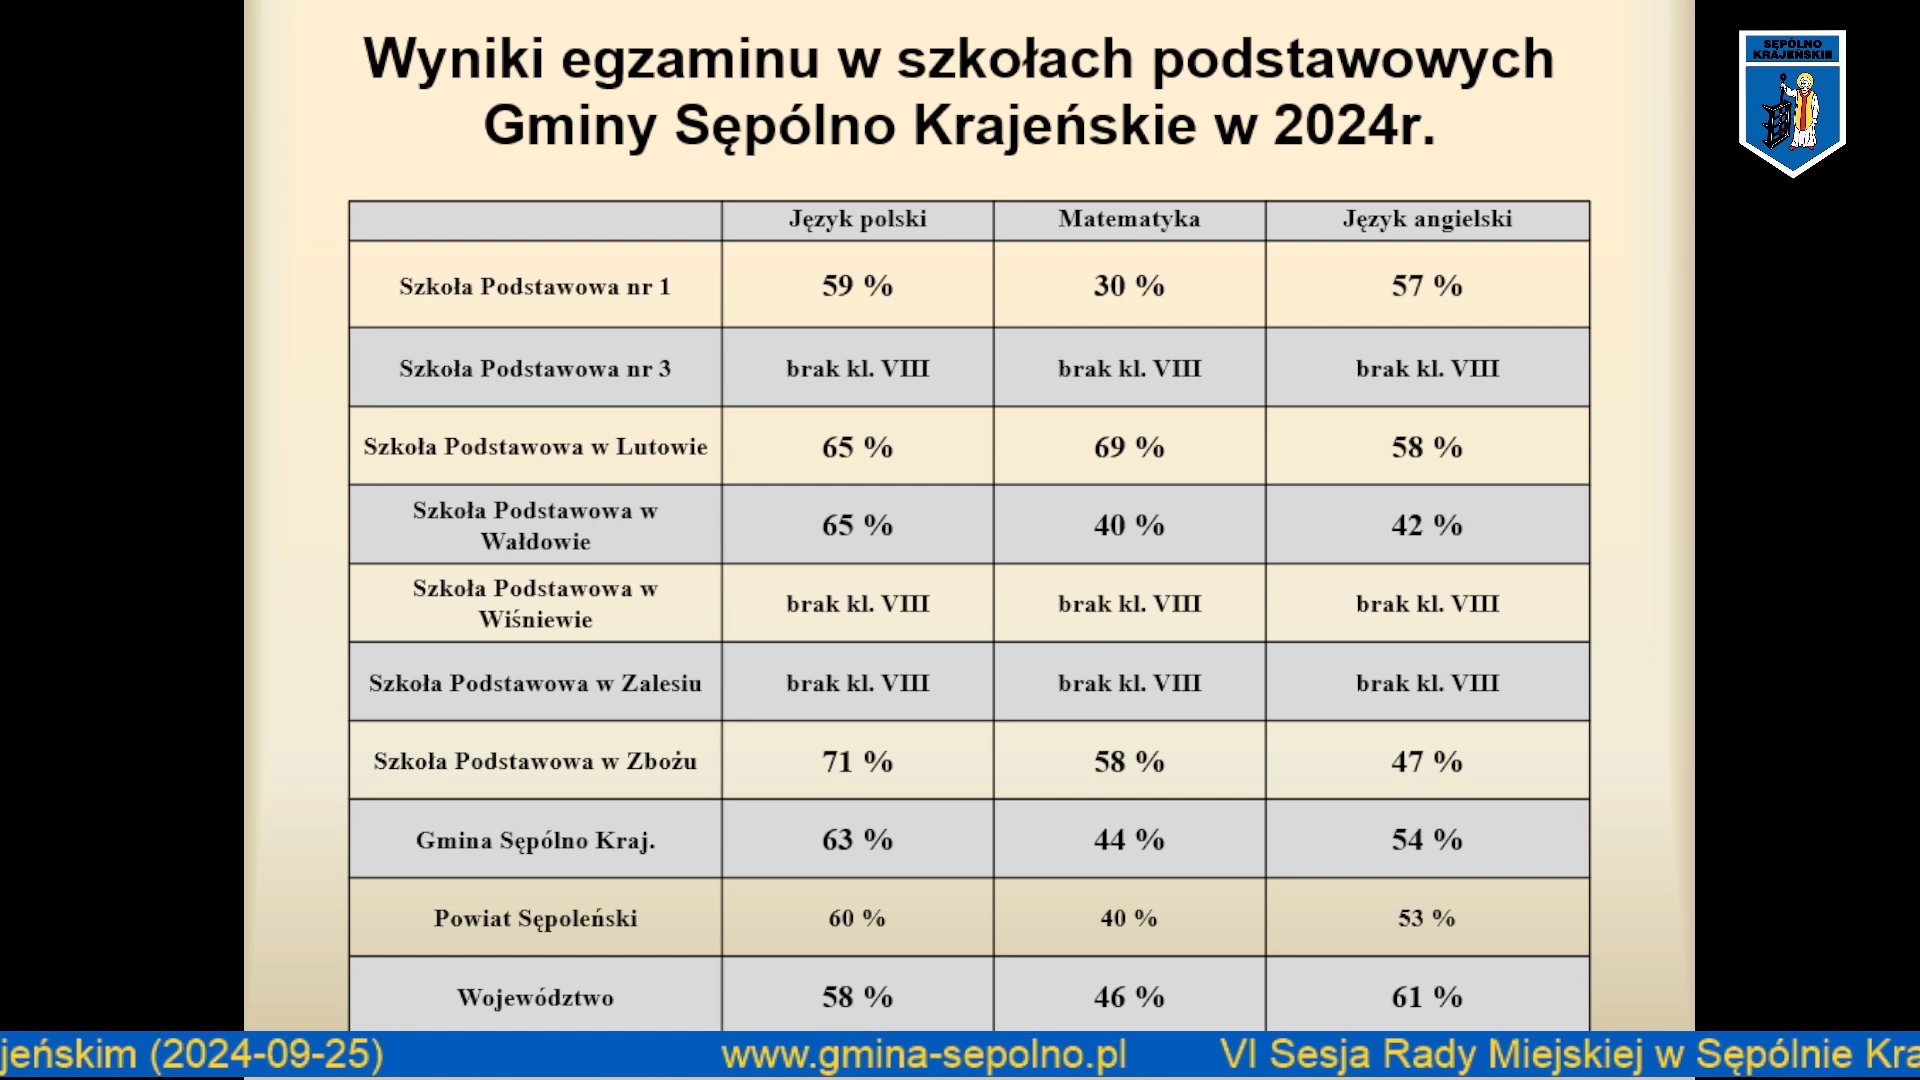 Wyniki egzaminu w szkołach podstawowych
Gminy Sępólno Krajeńskie w 2024r.
SĘPÓLNO
KRAJEŃSKIE
Język polski Matematyka Język angielski
Szkoła Podstawowa nr 1 59 % 30 % 57 %
Szkoła Podstawowa nr 3 brak kl. VIII brak kl. VIII brak kl. VIII
Szkoła Podstawowa w Lutowie 65 % 69 % 58 %
Szkoła Podstawowa w
Wałdowie 65 % 40 % 42 %
Szkoła Podstawowa w
Wiśniewie brak kl. VIII brak kl. VIII brak kl. VIII
Szkoła Podstawowa w Zalesiu brak kl. VIII brak kl. VIII brak kl. VIII
Szkoła Podstawowa w Zbożu 71 % 58 % 47 %
Gmina Sępólno Kraj. 63 % 44 % 54 %
Powiat Sępoleński 60 % 40 % 53 %
Województwo 58 % 46 % 61 %
jeńskim (2024-09-25) www.gmina-sepolno.pl VI Sesja Rady Miejskiej w Sępólnie Kra